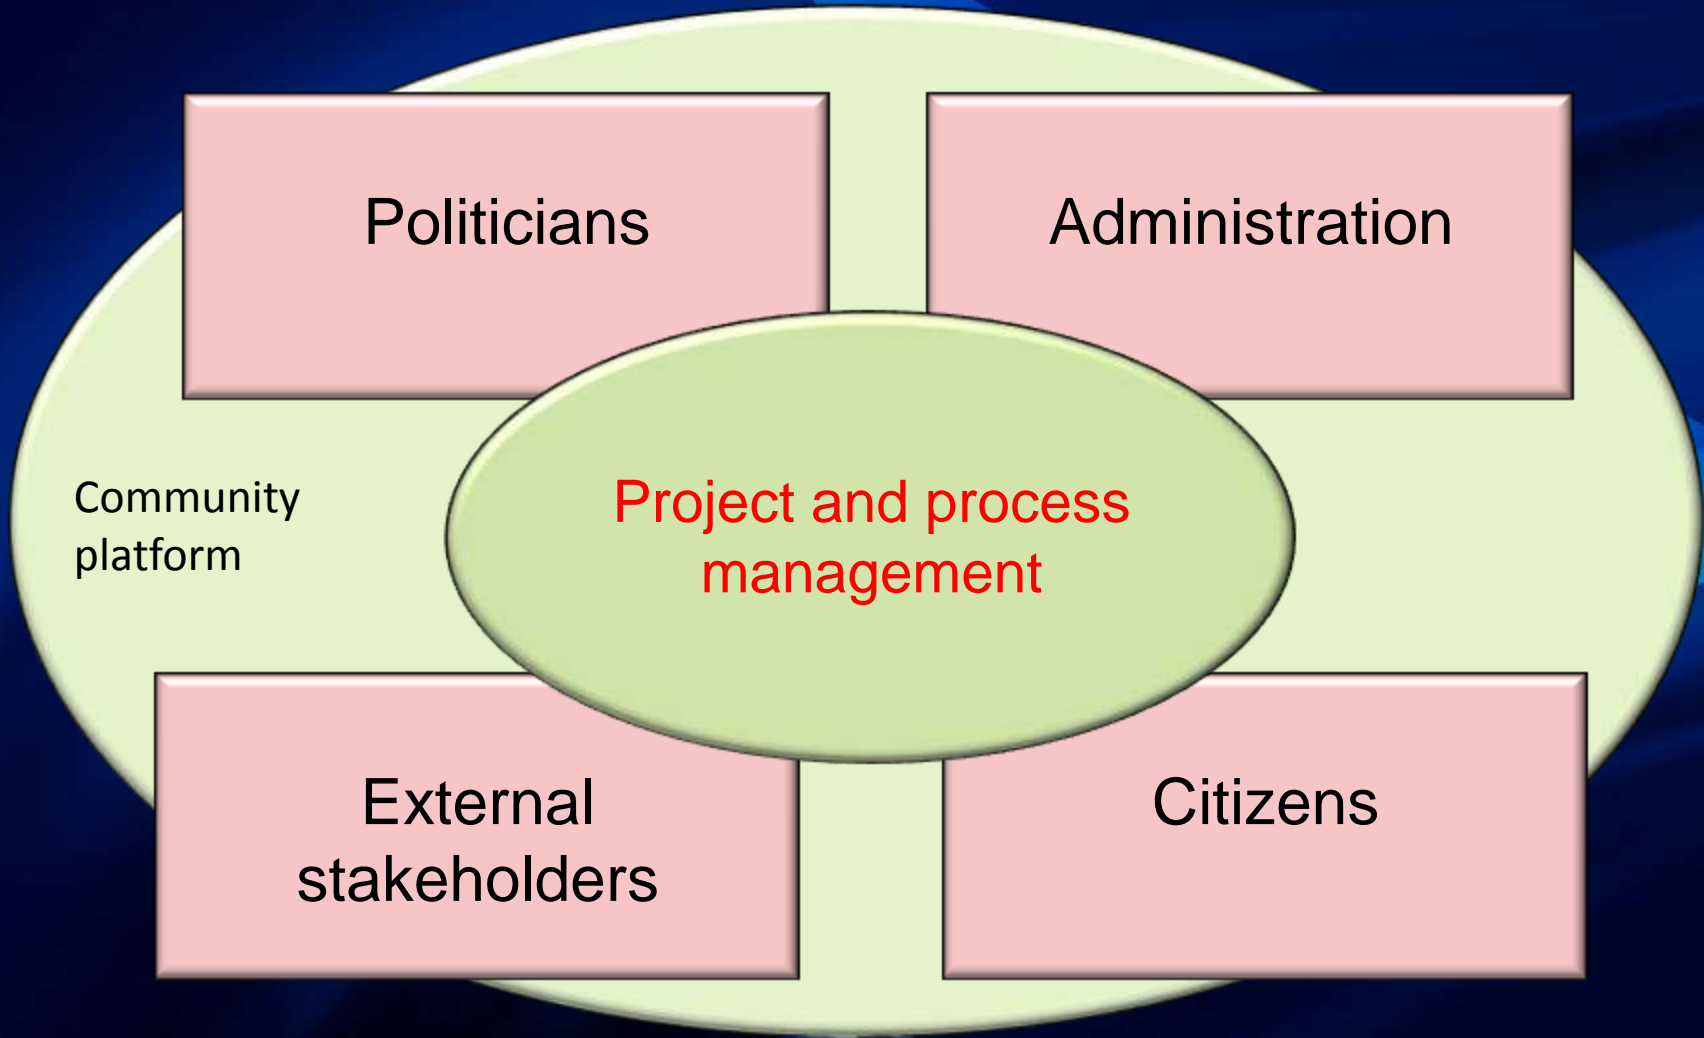 Politicians
Administration
Community
platform
Project and process
management
External
stakeholders
Citizens